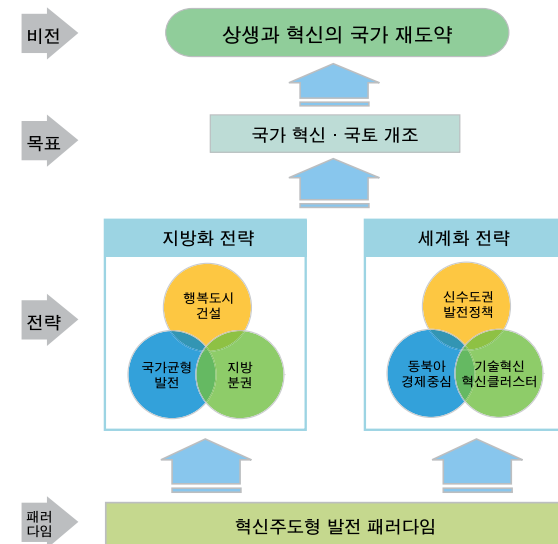 비전
상생과 혁신의 국가 재도약
목표
국가 혁신 · 국토 개조
전략
지방화 전략
행복도시
건설
국가균형
발전
지방
분권
세계화 전략
신수도권
발전정책
동북아
경제중심
기술혁신
혁신클러스터
패러
다임
혁신주도형 발전 패러다임